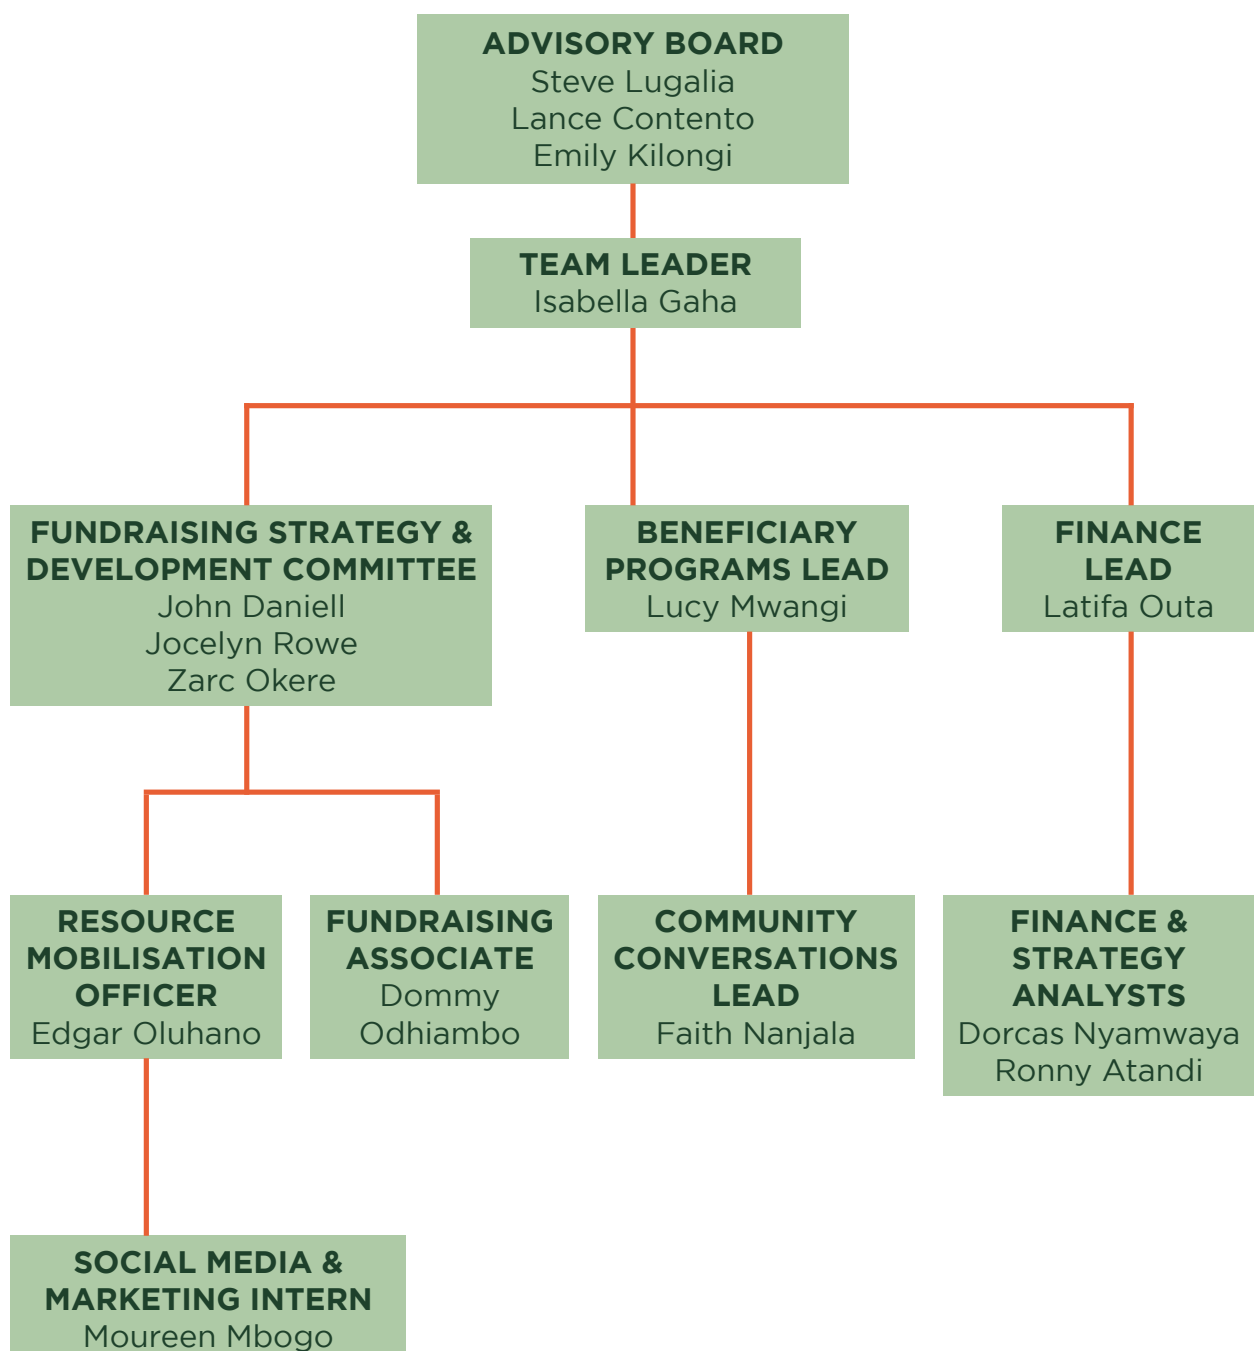 ADVISORY BOARD
Steve Lugalia
Lance Contento
Emily Kilongi
TEAM LEADER
Isabella Gaha
FUNDRAISING STRATEGY &
DEVELOPMENT COMMITTEE
John Daniell
Jocelyn Rowe
Zarc Okere
BENEFICIARY
PROGRAMS LEAD
Lucy Mwangi
FINANCE
LEAD
Latifa Outa
RESOURCE
MOBILISATION
OFFICER
Edgar Oluhano
FUNDRAISING
ASSOCIATE
Dommy
Odhiambo
COMMUNITY
CONVERSATIONS
LEAD
Faith Nanjala
FINANCE &
STRATEGY
ANALYSTS
Dorcas Nyamwaya
Ronny Atandi
SOCIAL MEDIA &
MARKETING INTERN
Moureen Mbogo